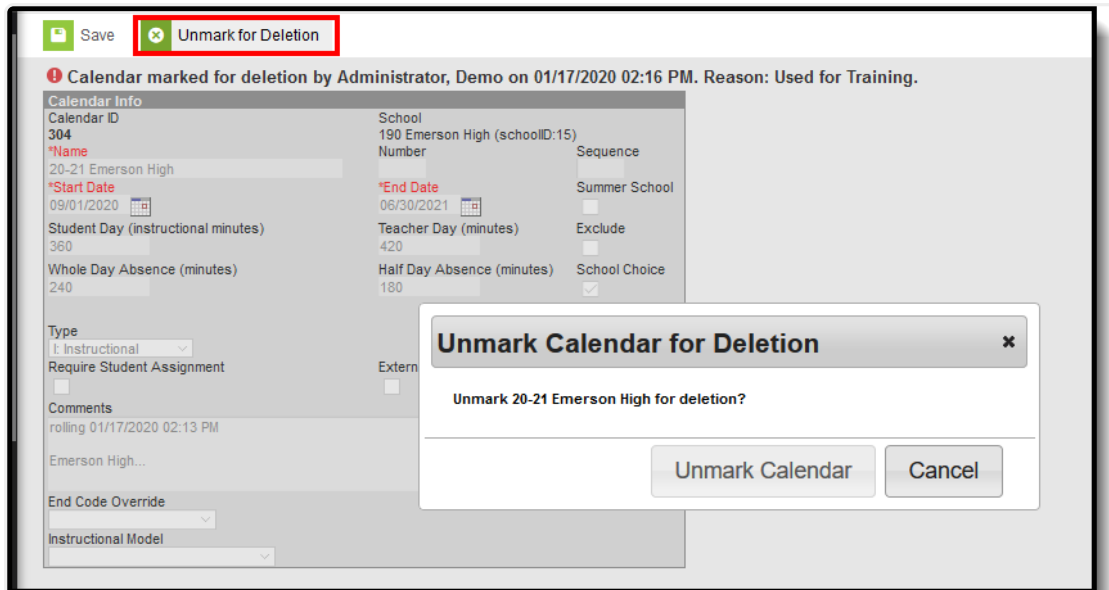 Save Unmark for Deletion
Calendar marked for deletion by Administrator, Demo on 01/17/2020 02:16 PM. Reason: Used for Training.
Calendar Info
Calendar ID School
304 190 Emerson High (schoolID:15)
*Name Number Sequence
20-21 Emerson High
*Start Date *End Date Summer School
09/01/2020 06/30/2021
Student Day (instructional minutes) Teacher Day (minutes) Exclude
360 420
Whole Day Absence (minutes) Half Day Absence (minutes) School Choice
240 180
Type
I: Instructional
Require Student Assignment Extern
Comments
rolling 01/17/2020 02:13 PM
Emerson High...
End Code Override
Instructional Model
Unmark Calendar for Deletion
Unmark 20-21 Emerson High for deletion?
Unmark Calendar Cancel